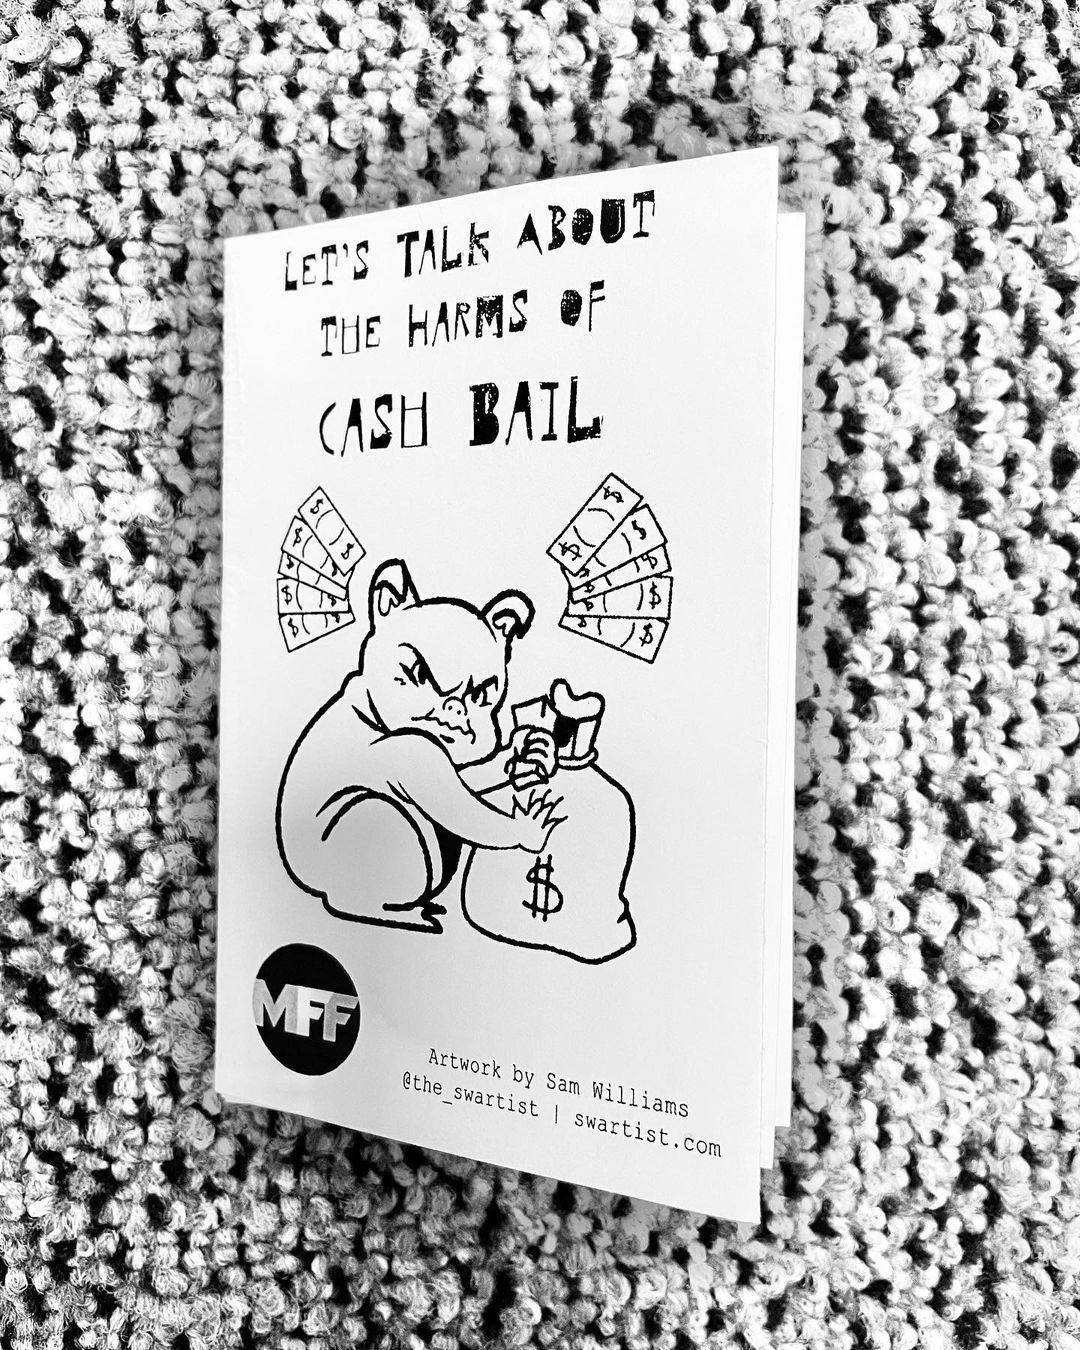 LET'S TALK ABOUT
THE HARMS OF
CASH BAIL
$ $
$ $
$ $
$ $
$ $
$ $
$ $
$ $
$ $
$ $
$
MFF
Artwork by Sam Williams
@the_swartist | swartist.com